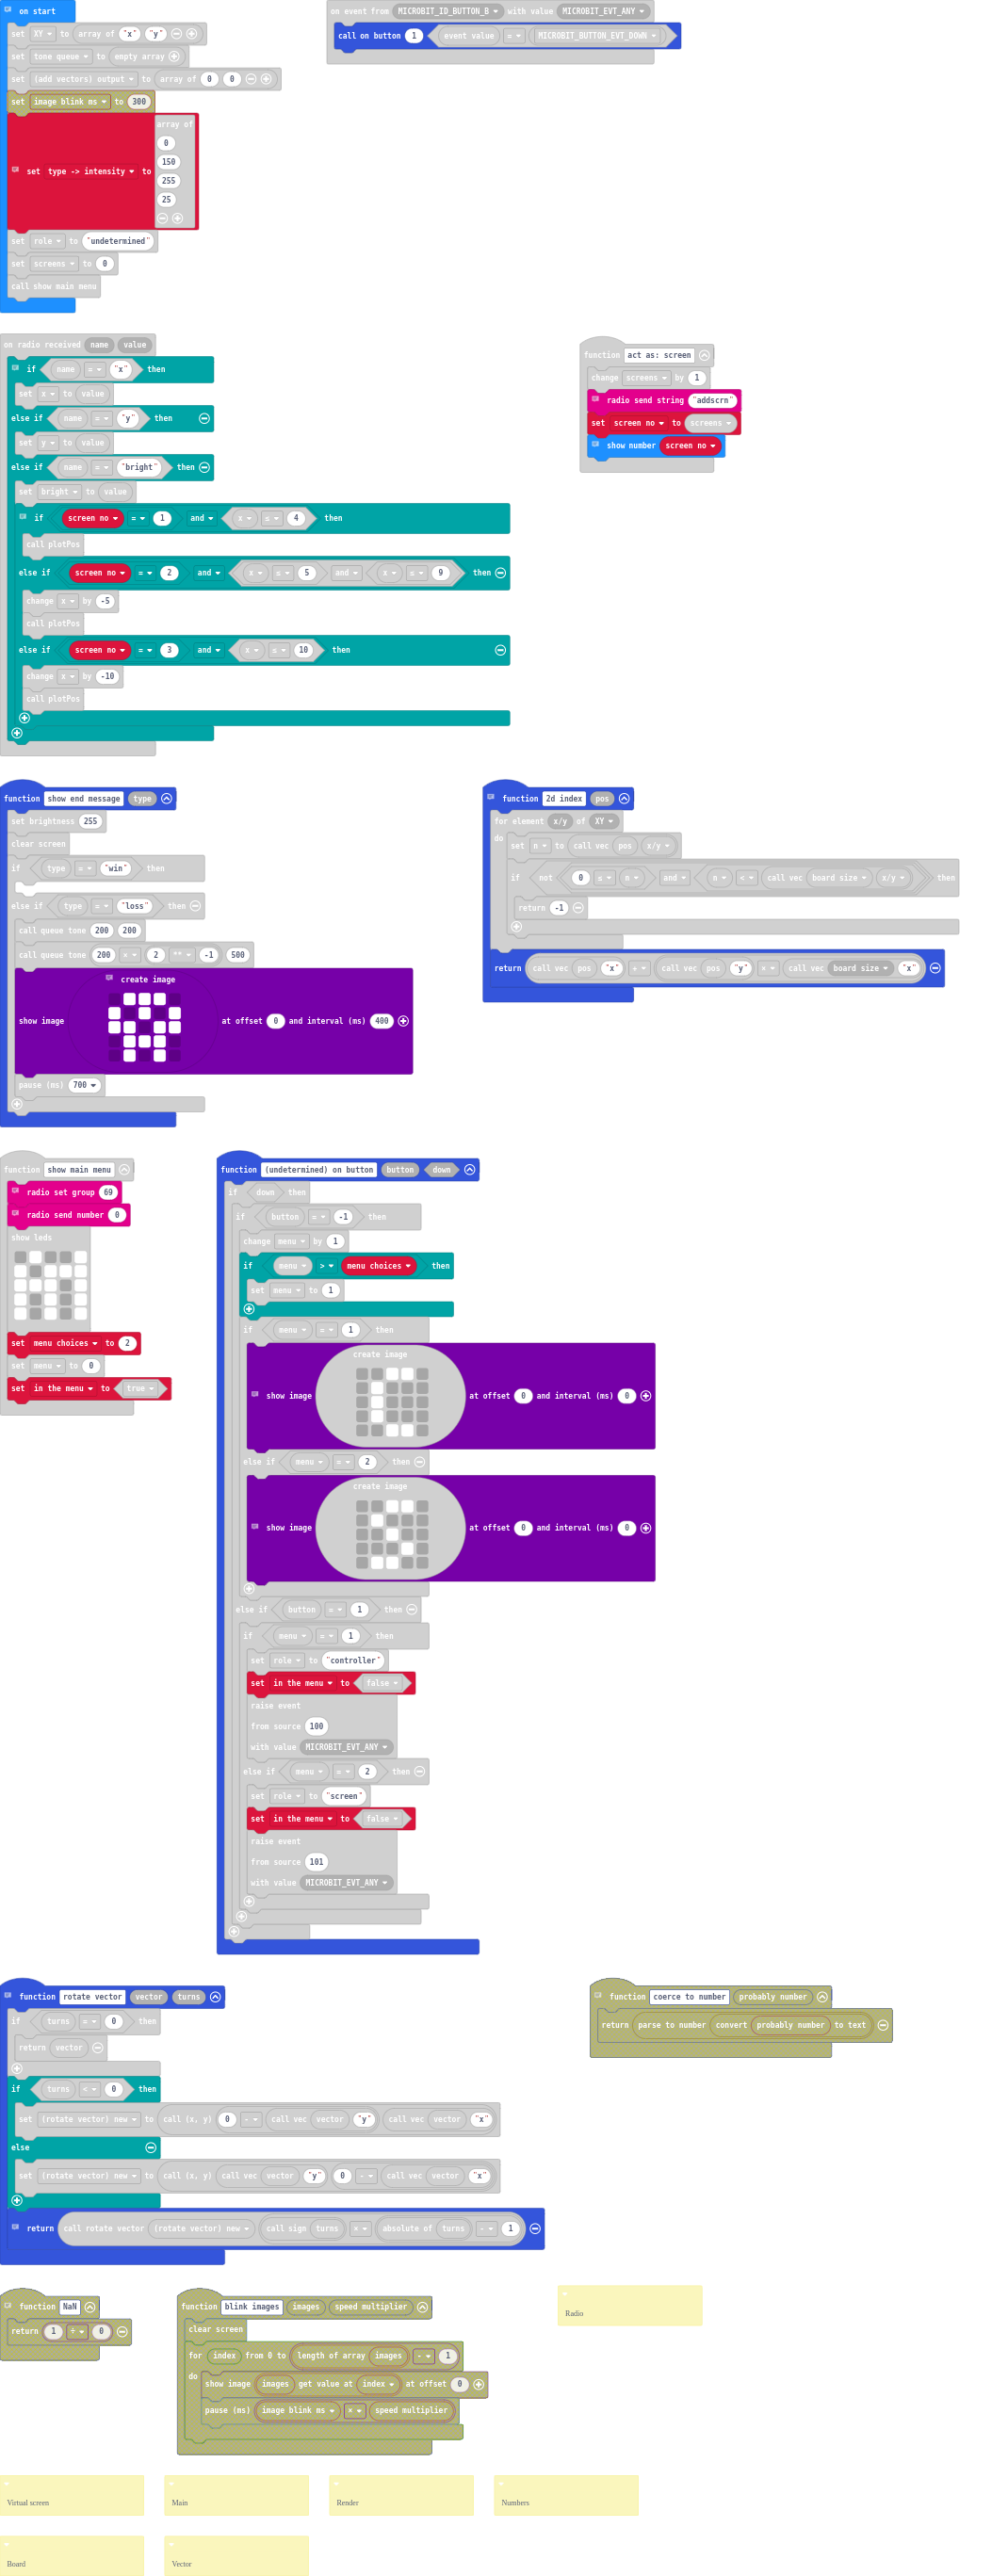 on start
set XY to array of "x" "y"
set tone queue to empty array
set (add vectors) output to array of 0 0
set image blink ms to 300
set type -> intensity to array of
0
150
255
25
set role to "undetermined"
set screens to 0
call show main menu
on event from MICROBIT_ID_BUTTON_B with value MICROBIT_EVT_ANY
call on button 1 event value = MICROBIT_BUTTON_EVT_DOWN
on radio received name value
if name = "x" then
set x to value
else if name = "y" then
set y to value
else if name = "bright" then
set bright to value
if screen no = 1 and x ≤ 4 then
call plotPos
else if screen no = 2 and x ≤ 5 and x ≤ 9 then
change x by -5
call plotPos
else if screen no = 3 and x ≤ 10 then
change x by -10
call plotPos
function act as: screen
change screens by 1
radio send string "addscrn"
set screen no to screens
show number screen no
function show end message type
set brightness 255
clear screen
if type = "win" then
else if type = "loss" then
call queue tone 200 200
call queue tone 200 × 2 ** -1 500
create image
show image at offset 0 and interval (ms) 400
pause (ms) 700
function 2d index pos
for element x/y of XY
do
set n to call vec pos x/y
if not 0 ≤ n and n < call vec board size x/y then
return -1
return call vec pos "x" + call vec pos "y" × call vec board size "x"
function show main menu
radio set group 69
radio send number 0
show leds
set menu choices to 2
set menu to 0
set in the menu to true
function (undetermined) on button button down
if down then
if button = -1 then
change menu by 1
if menu > menu choices then
set menu to 1
if menu = 1 then
create image
show image at offset 0 and interval (ms) 0
else if menu = 2 then
create image
show image at offset 0 and interval (ms) 0
else if button = 1 then
if menu = 1 then
set role to "controller"
set in the menu to false
raise event
from source 100
with value MICROBIT_EVT_ANY
else if menu = 2 then
set role to "screen"
set in the menu to false
raise event
from source 101
with value MICROBIT_EVT_ANY
function rotate vector vector turns
if turns = 0 then
return vector
if turns < 0 then
set (rotate vector) new to call (x, y) 0 - call vec vector "y" call vec vector "x"
else
set (rotate vector) new to call (x, y) call vec vector "y" 0 - call vec vector "x"
return call rotate vector (rotate vector) new call sign turns × absolute of turns - 1
function coerce to number probably number
return parse to number convert probably number to text
function NaN
return 1 ÷ 0
function blink images images speed multiplier
clear screen
for index from 0 to length of array images - 1
do
show image images get value at index at offset 0
pause (ms) image blink ms × speed multiplier
Radio
Virtual screen
Main
Render
Numbers
Board
Vector